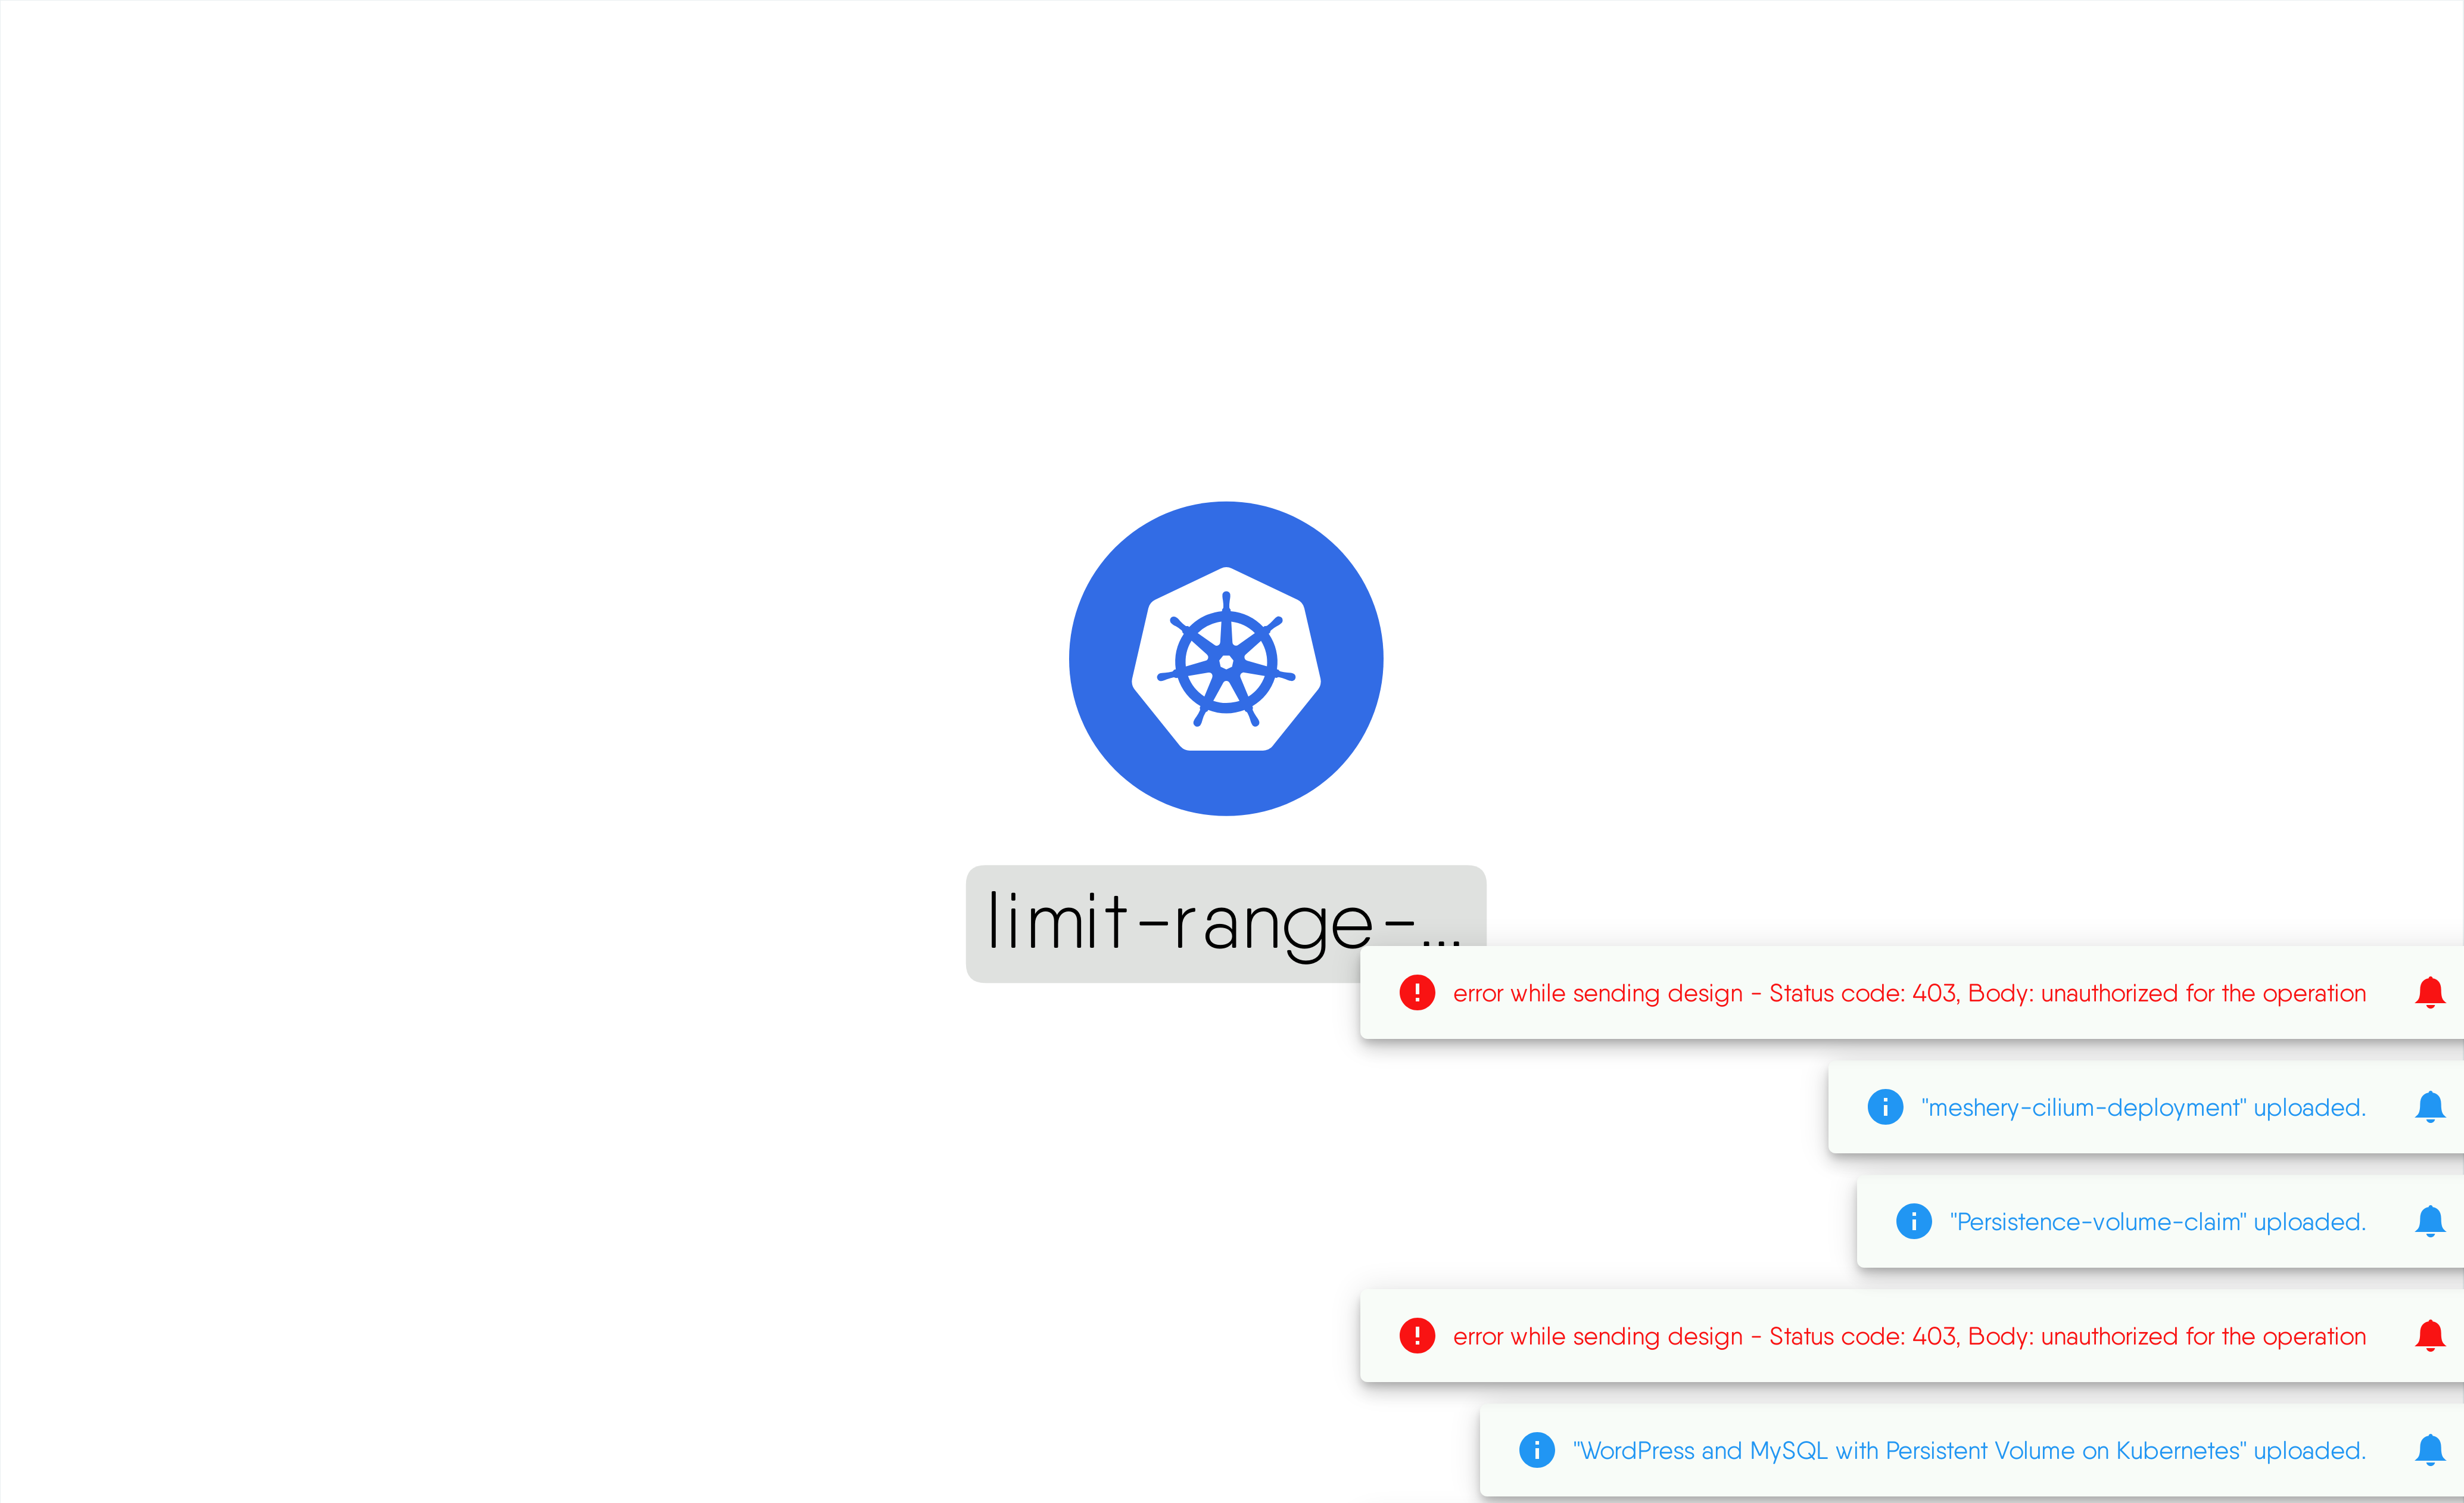 limit-range-...
error while sending design - Status code: 403, Body: unauthorized for the operation
"meshery-cilium-deployment" uploaded.
"Persistence-volume-claim" uploaded.
error while sending design - Status code: 403, Body: unauthorized for the operation
"WordPress and MySQL with Persistent Volume on Kubernetes" uploaded.